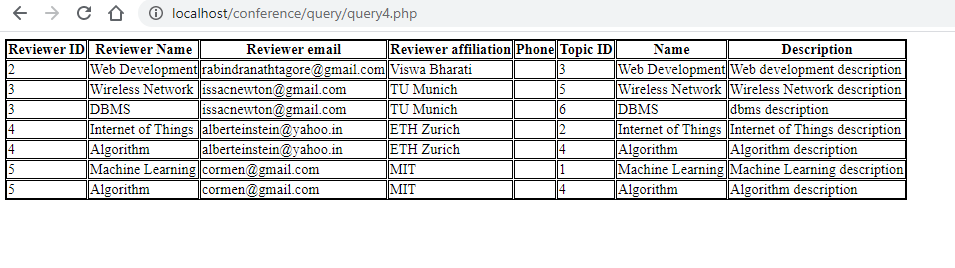 localhost/conference/query/query4.php
Reviewer ID Reviewer Name Reviewer email Reviewer affiliation Phone Topic ID Name Description
2 Web Development rabindranathtagore@gmail.com Viswa Bharati 3 Web Development Web development description
3 Wireless Network issacnewton@gmail.com TU Munich 5 Wireless Network Wireless Network description
3 DBMS issacnewton@gmail.com TU Munich 6 DBMS dbms description
4 Internet of Things alberteinstein@yahoo.in ETH Zurich 2 Internet of Things Internet of Things description
4 Algorithm alberteinstein@yahoo.in ETH Zurich 4 Algorithm Algorithm description
5 Machine Learning cormen@gmail.com MIT 1 Machine Learning Machine Learning description
5 Algorithm cormen@gmail.com MIT 4 Algorithm Algorithm description